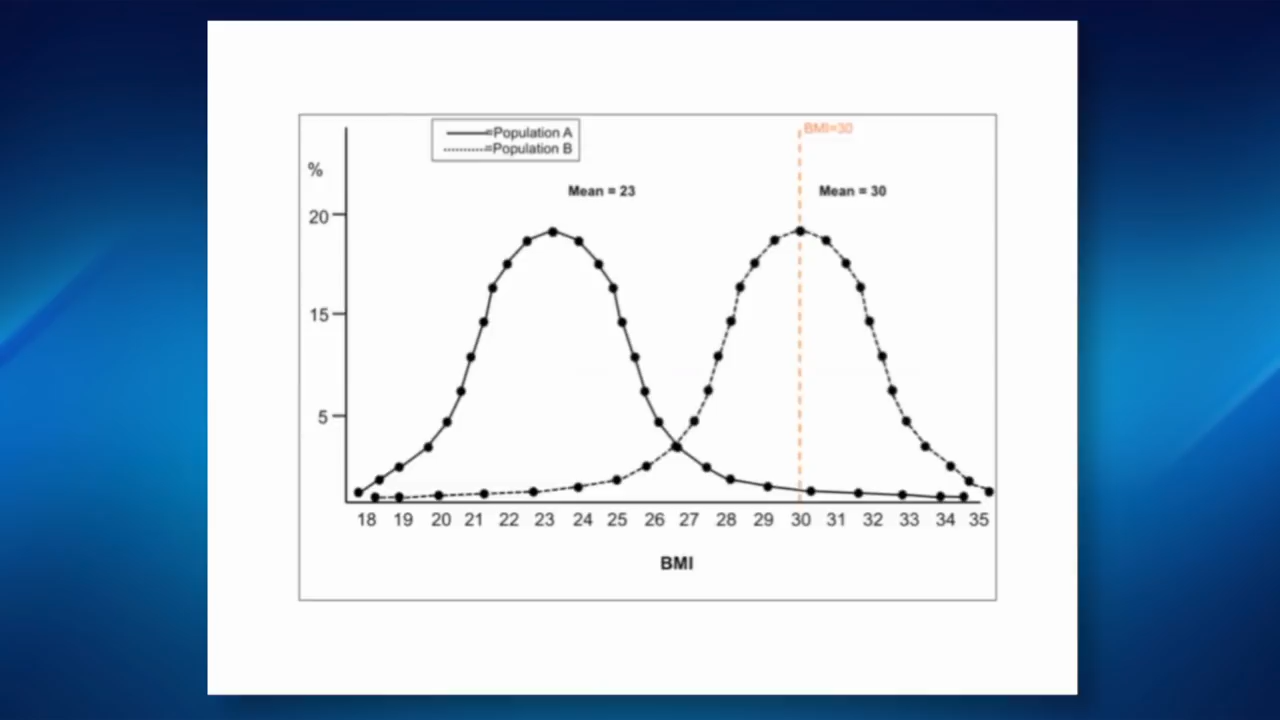 =Population A
=Population B
BMI=30
%
Mean = 23
Mean = 30
20
15
5
18 19 20 21 22 23 24 25 26 27 28 29 30 31 32 33 34 35
BMI